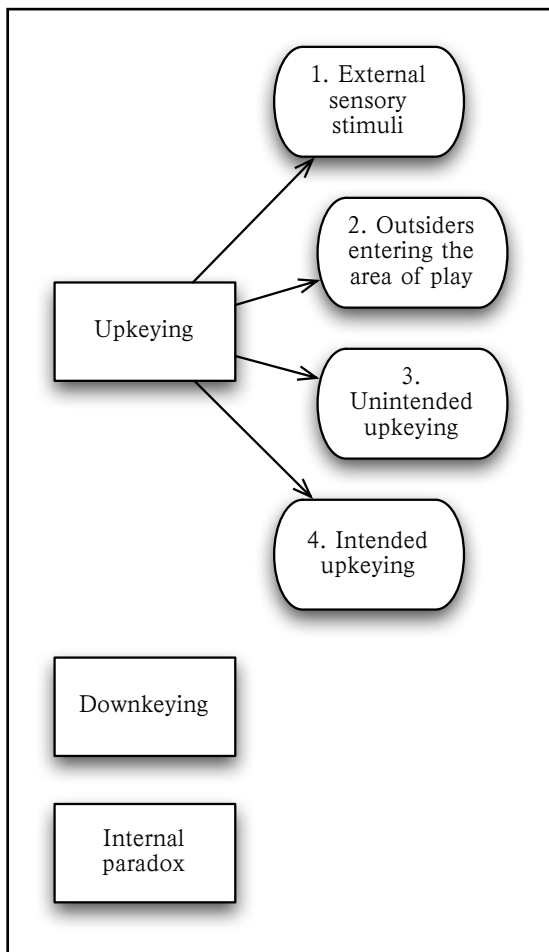 1. External
sensory
stimuli
2. Outsiders
entering the
area of play
Upkeying
3.
Unintended
upkeying
4. Intended
upkeying
Downkeying
Internal
paradox